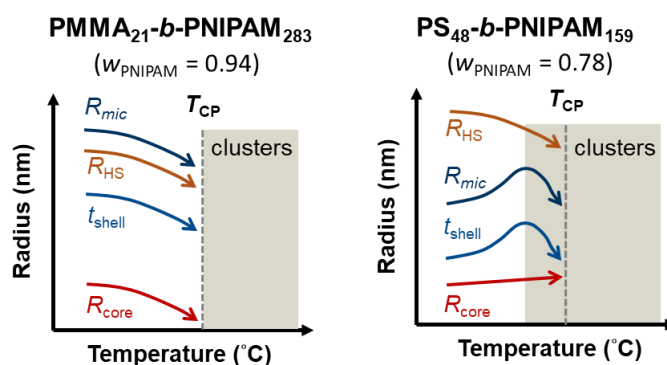 PMMA₂₁-b-PNIPAM₂₈₃
(wPNIPAM = 0.94)
TCP
Rmic
RHS
tshell
Rcore
clusters
Radius (nm)
Temperature (°C)
PS₄₈-b-PNIPAM₁₅₉
(wPNIPAM = 0.78)
TCP
RHS
Rmic
tshell
Rcore
clusters
Radius (nm)
Temperature (°C)